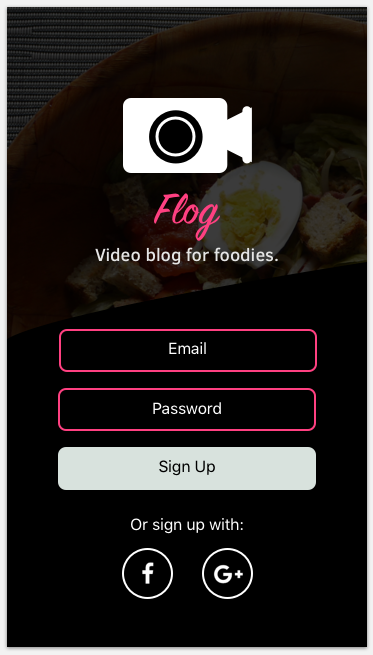 Flog
Video blog for foodies.
Email
Password
Sign Up
Or sign up with:
f G+